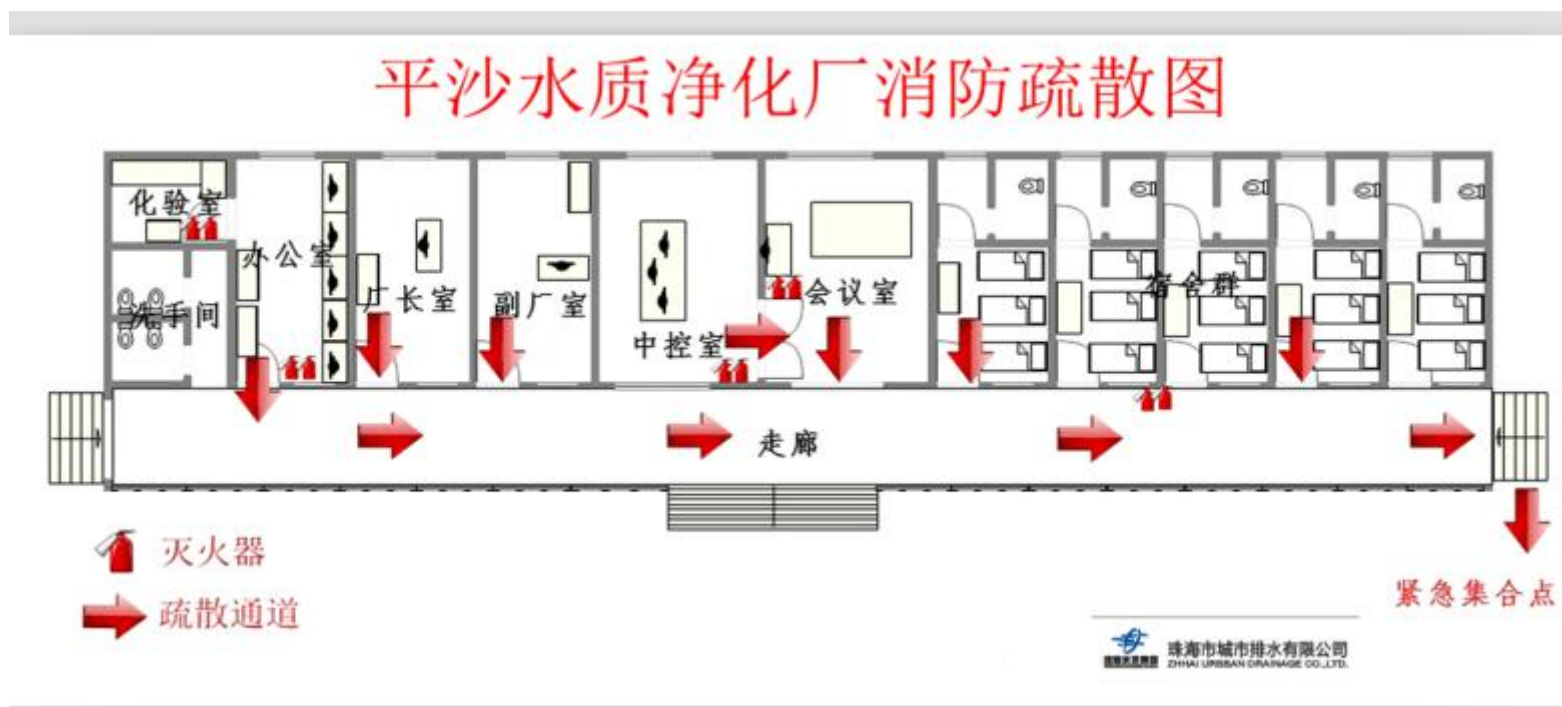 平沙水质净化厂消防疏散图
化验室
办公室
洗手间
厂长室
副厂室
中控室
会议室
宿舍群
走廊
灭火器
疏散通道
紧急集合点
珠海市城市排水有限公司
ZHHAI URBBAN DRAINAGE CO.,LTD.